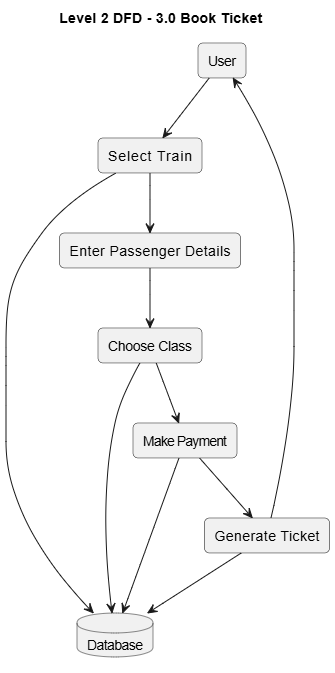 Level 2 DFD - 3.0 Book Ticket
User
Select Train
Enter Passenger Details
Choose Class
Make Payment
Generate Ticket
Database